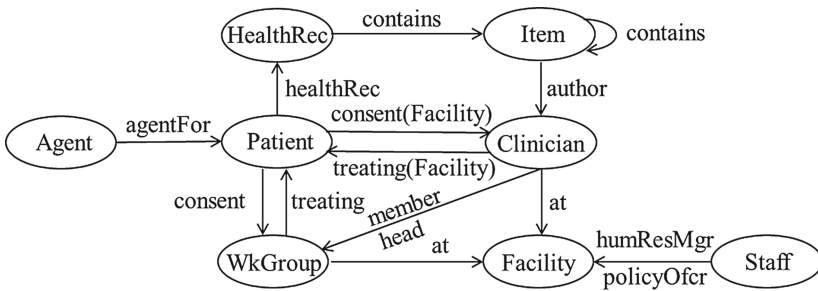 HealthRec
contains
Item
contains
healthRec
author
Agent
agentFor
Patient
consent(Facility)
treating(Facility)
Clinician
consent
treating
member
head
at
at
humResMgr
policyOfcr
WkGroup
Facility
Staff